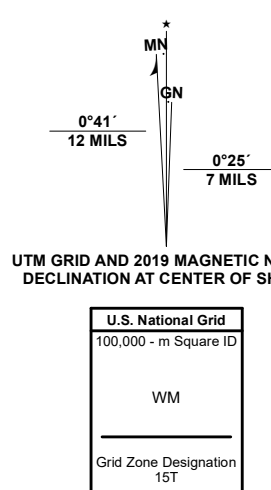 MN
GN
0°41´
12 MILS
0°25´
7 MILS
UTM GRID AND 2019 MAGNETIC
DECLINATION AT CENTER OF
U.S. National Grid
100,000 - m Square ID
WM
Grid Zone Designation
15T